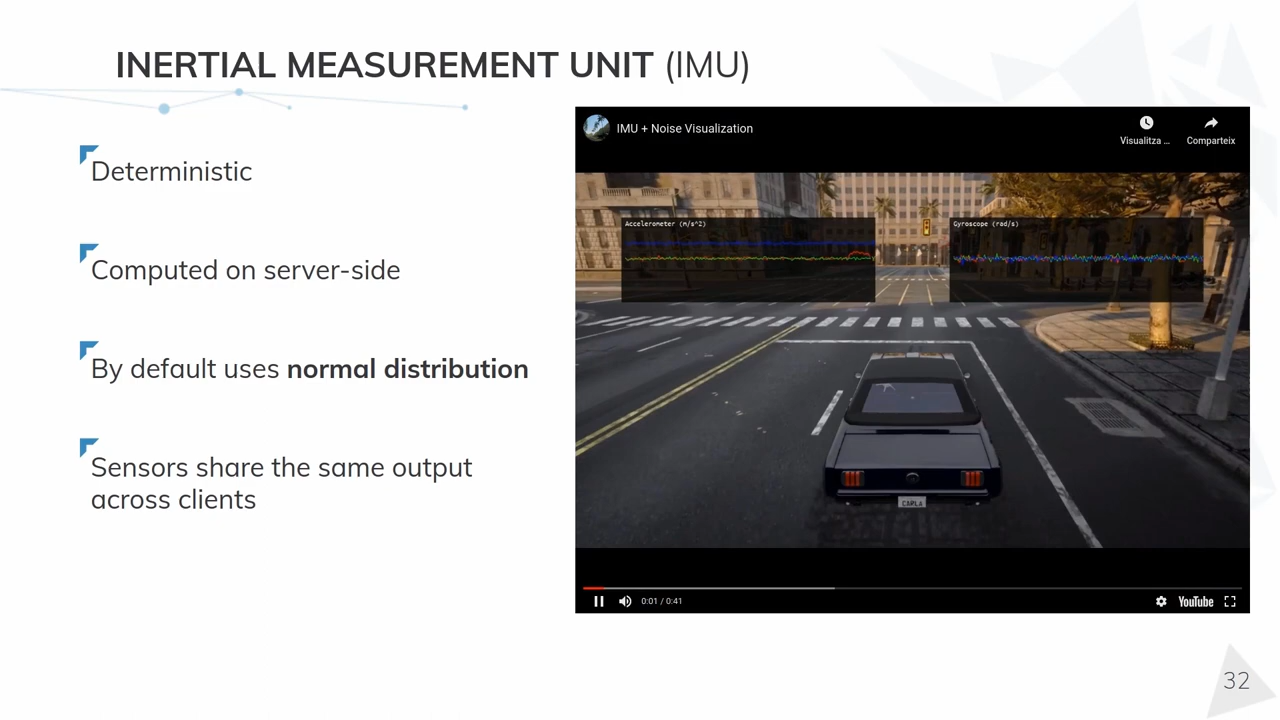 INERTIAL MEASUREMENT UNIT (IMU)
Deterministic
Computed on server-side
By default uses normal distribution
Sensors share the same output
across clients
IMU + Noise Visualization
Visualitza ...
Comparteix
Accelerometer (m/s^2)
Gyroscope (rad/s)
CARLA
0:01 / 0:41
YouTube
32